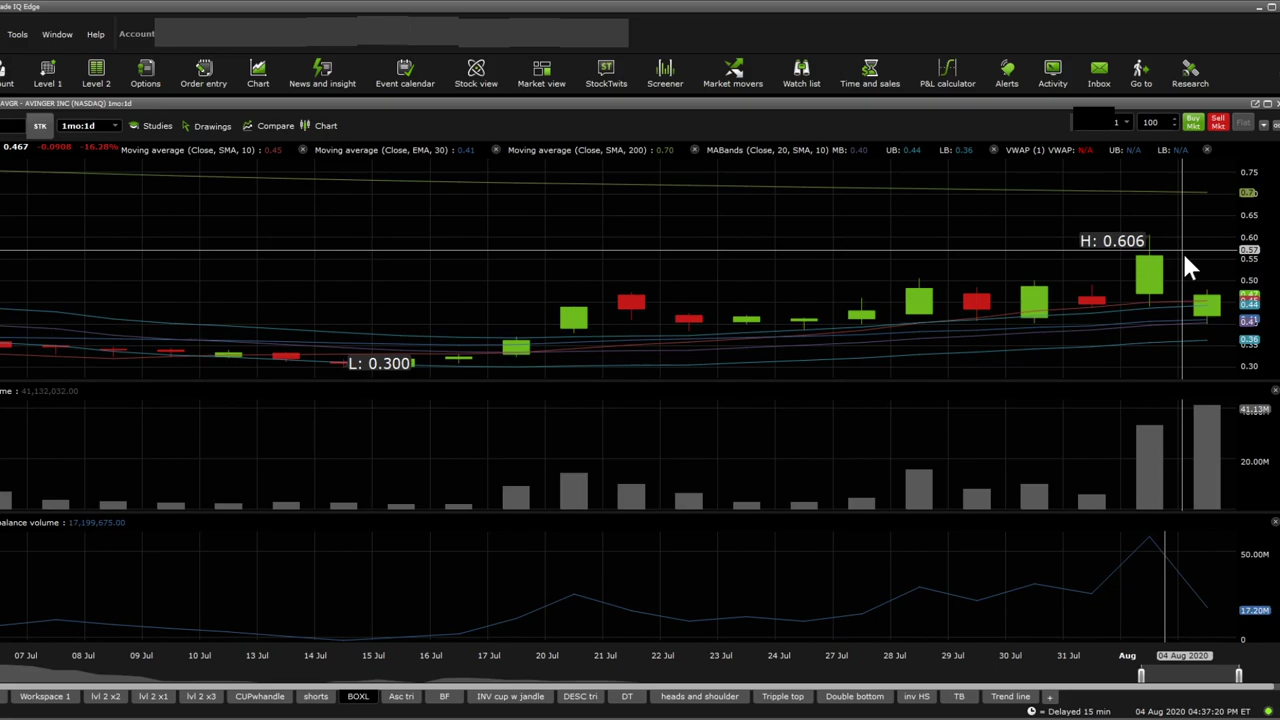 ade IQ Edge
Tools Window Help Account
ount Level 1 Level 2 Options Order entry Chart News and insight Event calendar Stock view StockTwits Screener Market view Market movers Watch list Time and sales P&L calculator Alerts Activity Inbox Go to Research
AVGR - AVINGER INC (NASDAQ) 1mo:1d
STK 1mo:1d Studies Drawings Compare Chart 1 100 Buy Mkt Sell Mkt Flat
0.467 -0.0908 -16.28% Moving average (Close, SMA, 10) : 0.45 Moving average (Close, EMA, 30) : 0.41 Moving average (Close, SMA, 200) : 0.70 MABands (Close, 20, SMA, 10) MB: 0.40 UB: 0.44 LB: 0.36 VWAP (1) VWAP: N/A UB: N/A LB: N/A
0.75
0.65
H: 0.606 0.60
0.57
0.55
0.50
0.44
0.41
L: 0.300 0.36
0.35
0.30
me : 41,132,032.00
41.13M
20.00M
balance volume : 17,199,675.00
50.00M
17.20M
0
07 Jul 08 Jul 09 Jul 10 Jul 13 Jul 14 Jul 15 Jul 16 Jul 17 Jul 20 Jul 21 Jul 22 Jul 23 Jul 24 Jul 27 Jul 28 Jul 29 Jul 30 Jul 31 Jul Aug 04 Aug 2020
Workspace 1 lvl 2 x2 lvl 2 x1 lvl 2 x3 CUPwhandle shorts BOXL Asc tri BF INV cup w jandle DESC tri DT heads and shoulder Tripple top Double bottom inv HS TB Trend line +
= Delayed 15 min 04 Aug 2020 04:37:20 PM EDT